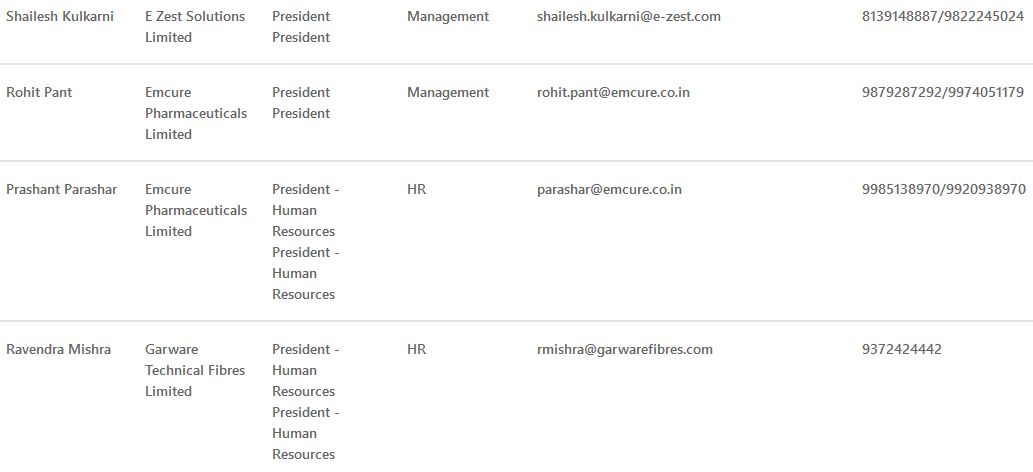 Shailesh Kulkarni E Zest Solutions President Management shailesh.kulkarni@e-zest.com 8139148887/9822245024
Limited President
Rohit Pant Emcure President Management rohit.pant@emcure.co.in 9879287292/9974051179
Pharmaceuticals President
Limited
Prashant Parashar Emcure President - HR parashar@emcure.co.in 9985138970/9920938970
Pharmaceuticals Human
Limited Resources
President -
Human
Resources
Ravendra Mishra Garware President - HR rmishra@garwarefibres.com 9372424442
Technical Fibres Human
Limited Resources
President -
Human
Resources